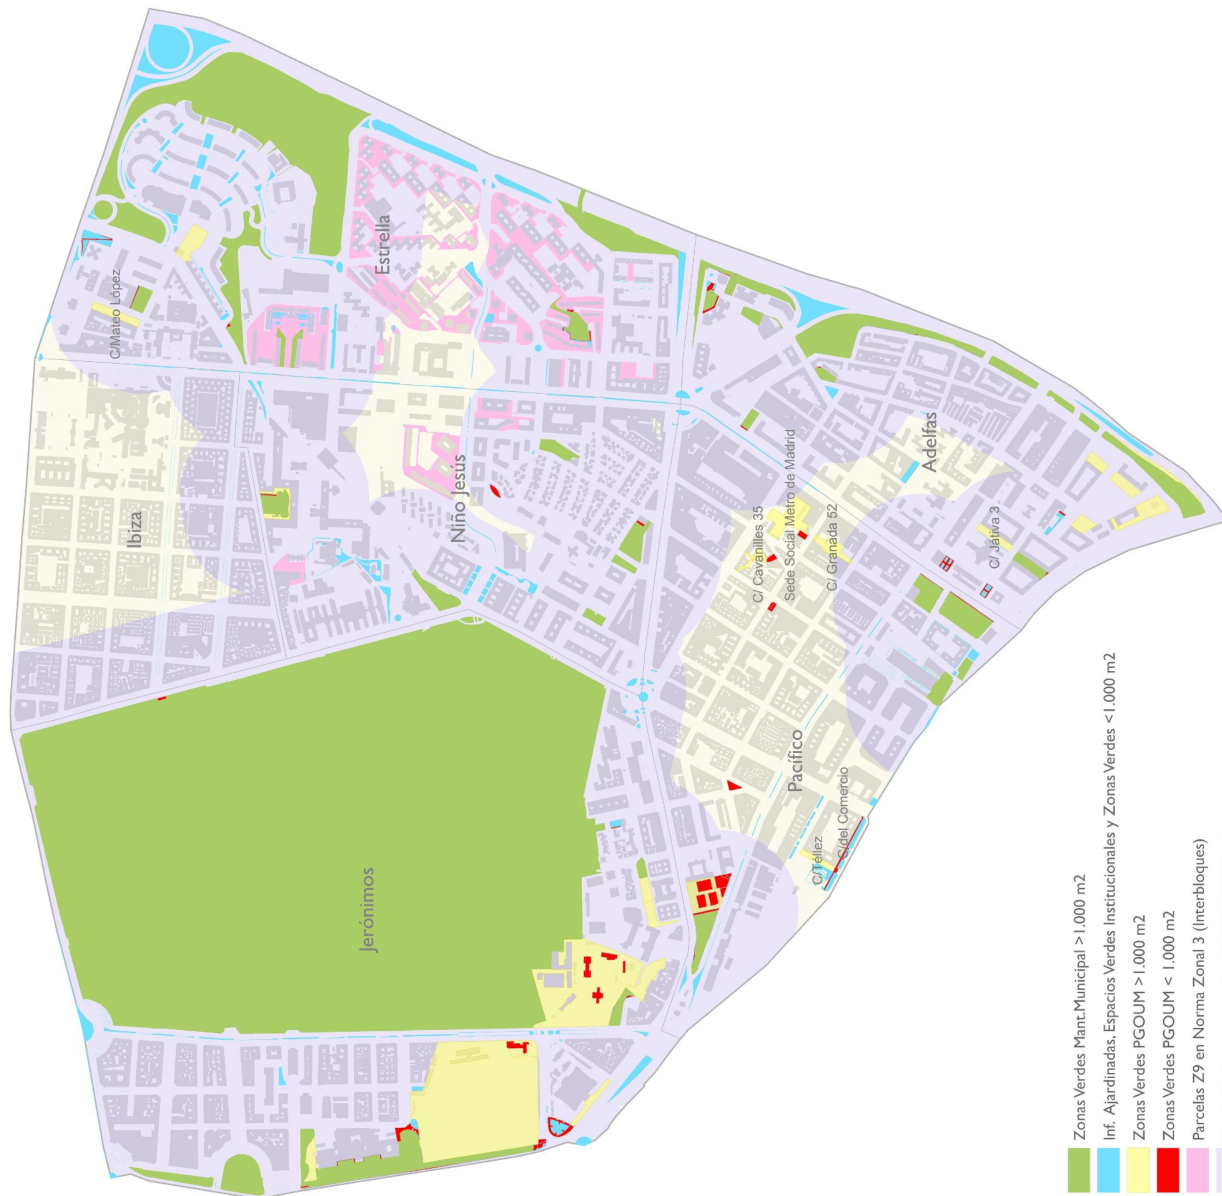 C/Mateo López
Estrella
Ibiza
Niño Jesús
Adelfas
C/ Cavanilles 35
Sede Social Metro de Madrid
C/ Granada 52
C/ Játiva 3
Pacífico
C/Téllez
C/del Comercio
Jerónimos
Zonas Verdes Mant.Municipal >1.000 m2
Inf. Ajardinadas, Espacios Verdes Institucionales y Zonas Verdes <1.000 m2
Zonas Verdes PGOUM >1.000 m2
Zonas Verdes PGOUM < 1.000 m2
Parcelas Z9 en Norma Zonal 3 (Interbloques)